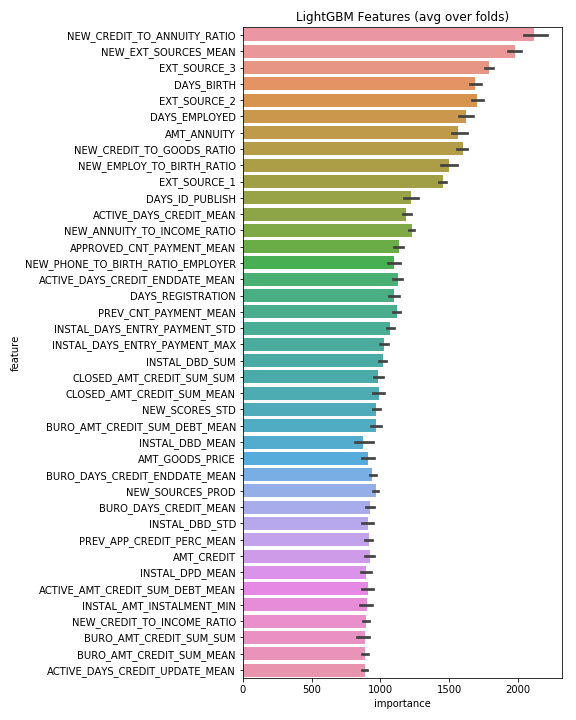 LightGBM Features (avg over folds)
NEW_CREDIT_TO_ANNUITY_RATIO
NEW_EXT_SOURCES_MEAN
EXT_SOURCE_3
DAYS_BIRTH
EXT_SOURCE_2
DAYS_EMPLOYED
AMT_ANNUITY
NEW_CREDIT_TO_GOODS_RATIO
NEW_EMPLOY_TO_BIRTH_RATIO
EXT_SOURCE_1
DAYS_ID_PUBLISH
ACTIVE_DAYS_CREDIT_MEAN
NEW_ANNUITY_TO_INCOME_RATIO
APPROVED_CNT_PAYMENT_MEAN
NEW_PHONE_TO_BIRTH_RATIO_EMPLOYER
ACTIVE_DAYS_CREDIT_ENDDATE_MEAN
DAYS_REGISTRATION
PREV_CNT_PAYMENT_MEAN
INSTAL_DAYS_ENTRY_PAYMENT_STD
INSTAL_DAYS_ENTRY_PAYMENT_MAX
INSTAL_DBD_SUM
CLOSED_AMT_CREDIT_SUM_SUM
CLOSED_AMT_CREDIT_SUM_MEAN
NEW_SCORES_STD
BURO_AMT_CREDIT_SUM_DEBT_MEAN
INSTAL_DBD_MEAN
AMT_GOODS_PRICE
BURO_DAYS_CREDIT_ENDDATE_MEAN
NEW_SOURCES_PROD
BURO_DAYS_CREDIT_MEAN
INSTAL_DBD_STD
PREV_APP_CREDIT_PERC_MEAN
AMT_CREDIT
INSTAL_DPD_MEAN
ACTIVE_AMT_CREDIT_SUM_DEBT_MEAN
INSTAL_AMT_INSTALMENT_MIN
NEW_CREDIT_TO_INCOME_RATIO
BURO_AMT_CREDIT_SUM_SUM
BURO_AMT_CREDIT_SUM_MEAN
ACTIVE_DAYS_CREDIT_UPDATE_MEAN
feature
0 500 1000 1500 2000
importance